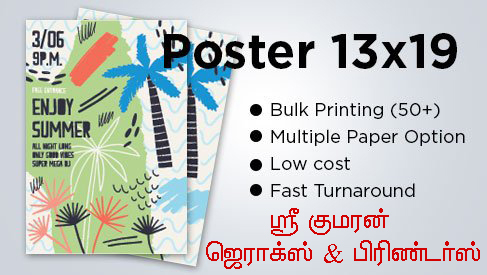 3/06
9P.M.
FREE ENTRANCE
ENJOY
SUMMER
ALL NIGHT LONG
ONLY GOOD VIBES
SUPER MEGA DJ
Poster 13x19
● Bulk Printing (50+)
● Multiple Paper Option
● Low cost
● Fast Turnaround
ஸ்ரீ குமரன்
ஜெராக்ஸ் & பிரிண்டர்ஸ்